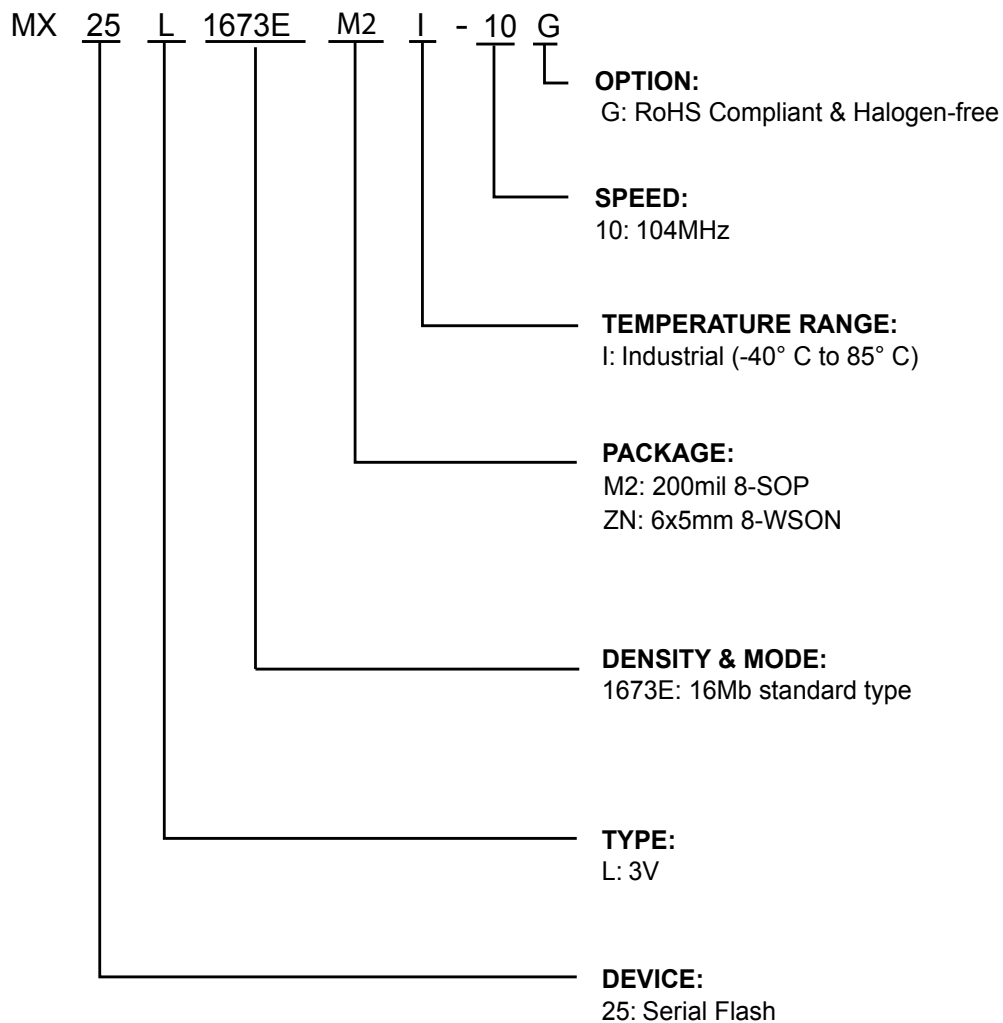 MX 25 L 1673E M2 I - 10 G
OPTION:
G: RoHS Compliant & Halogen-free
SPEED:
10: 104MHz
TEMPERATURE RANGE:
I: Industrial (-40° C to 85° C)
PACKAGE:
M2: 200mil 8-SOP
ZN: 6x5mm 8-WSON
DENSITY & MODE:
1673E: 16Mb standard type
TYPE:
L: 3V
DEVICE:
25: Serial Flash